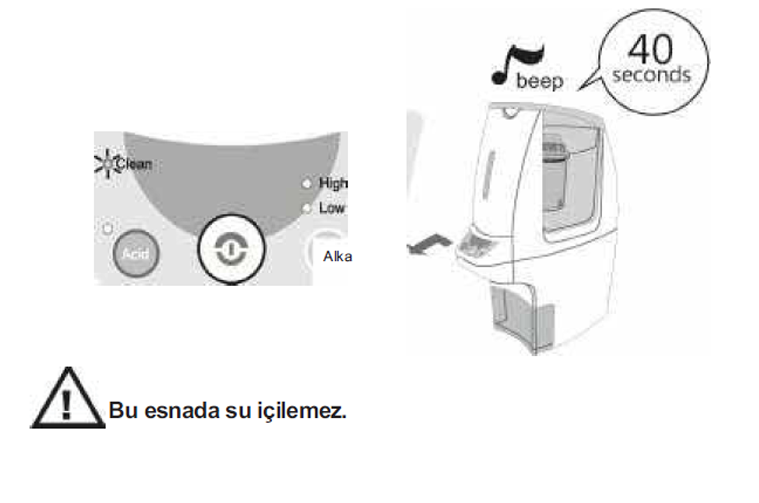 40
seconds
beep
Clean
High
Low
Acid
Alka
Bu esnada su içilemez.